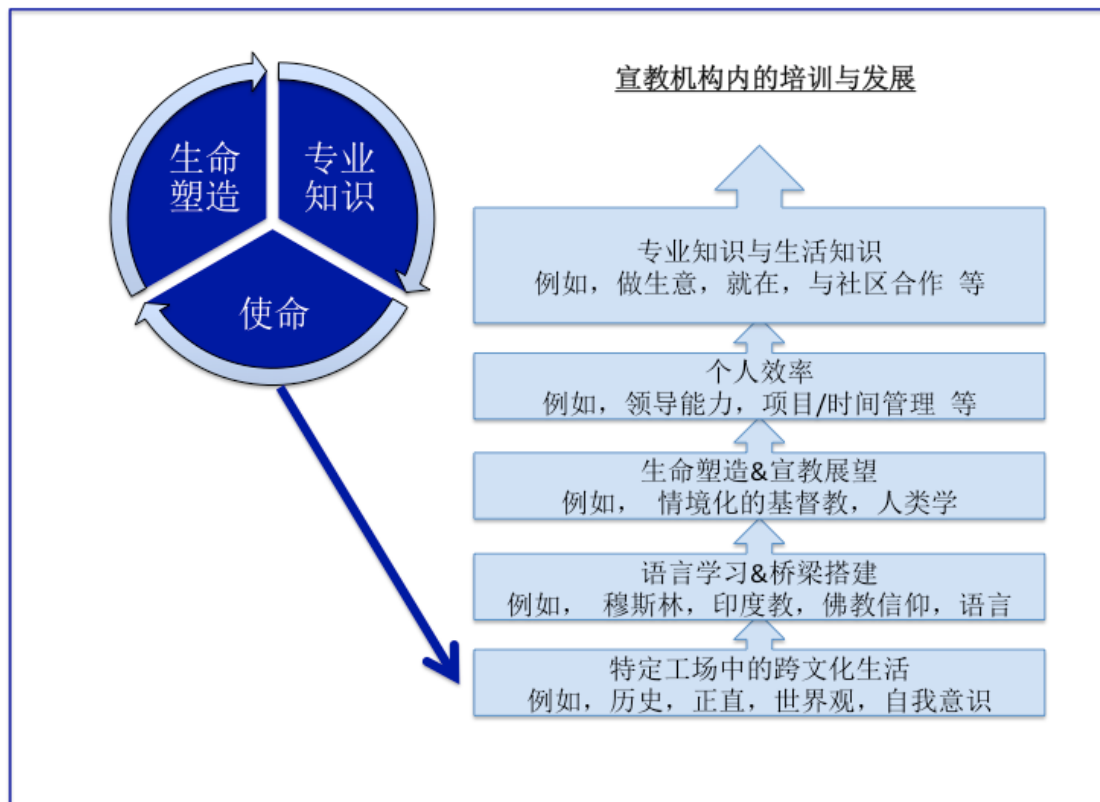 宣教机构内的培训与发展
生命
塑造
专业
知识
使命
专业知识与生活知识
例如，做生意，就在，与社区合作 等
个人效率
例如，领导能力，项目/时间管理 等
生命塑造&宣教展望
例如， 情境化的基督教，人类学
语言学习&桥梁搭建
例如， 穆斯林，印度教，佛教信仰，语言
特定工场中的跨文化生活
例如，历史，正直，世界观，自我意识